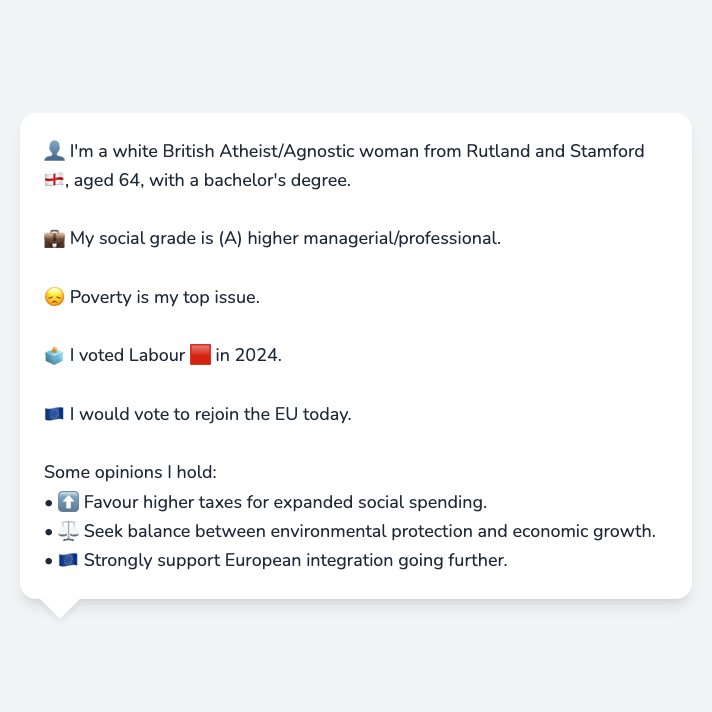 👤 I'm a white British Atheist/Agnostic woman from Rutland and Stamford
🏴󠁧󠁢󠁥󠁮󠁧󠁿, aged 64, with a bachelor's degree.
💼 My social grade is (A) higher managerial/professional.
😞 Poverty is my top issue.
🗳️ I voted Labour 🟥 in 2024.
🇪🇺 I would vote to rejoin the EU today.
Some opinions I hold:
• ⬆️ Favour higher taxes for expanded social spending.
• ⚖️ Seek balance between environmental protection and economic growth.
• 🇪🇺 Strongly support European integration going further.